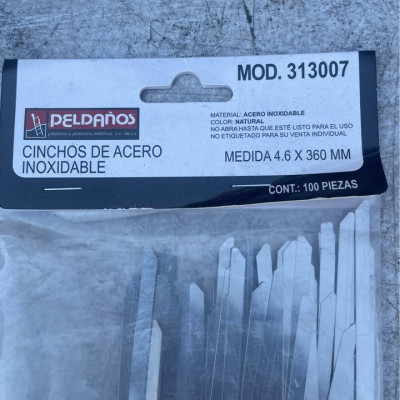 MOD. 313007
PELDAÑOS
CINCHOS DE ACERO
INOXIDABLE
MATERIAL: ACERO INOXIDABLE
COLOR: NATURAL
NO ABRA HASTA QUE ESTÉ LISTO PARA EL USO
NO ETIQUETADO PARA SU VENTA INDIVIDUAL
MEDIDA 4.6 X 360 MM
CONT.: 100 PIEZAS